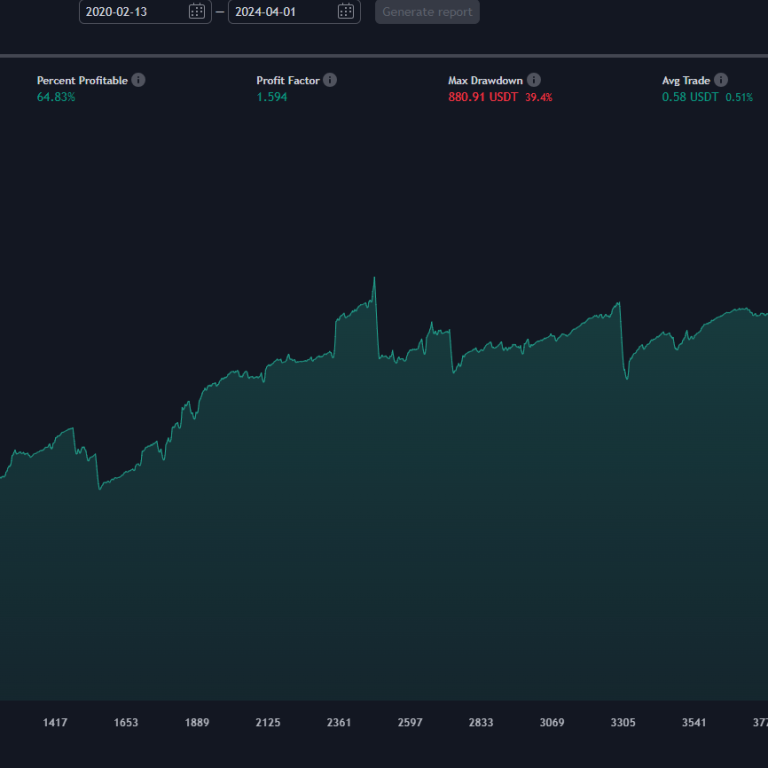 2020-02-13 — 2024-04-01 Generate report
Percent Profitable Profit Factor Max Drawdown Avg Trade
64.83% 1.594 880.91 USDT 39.4% 0.58 USDT 0.51%
1417 1653 1889 2125 2361 2597 2833 3069 3305 3541